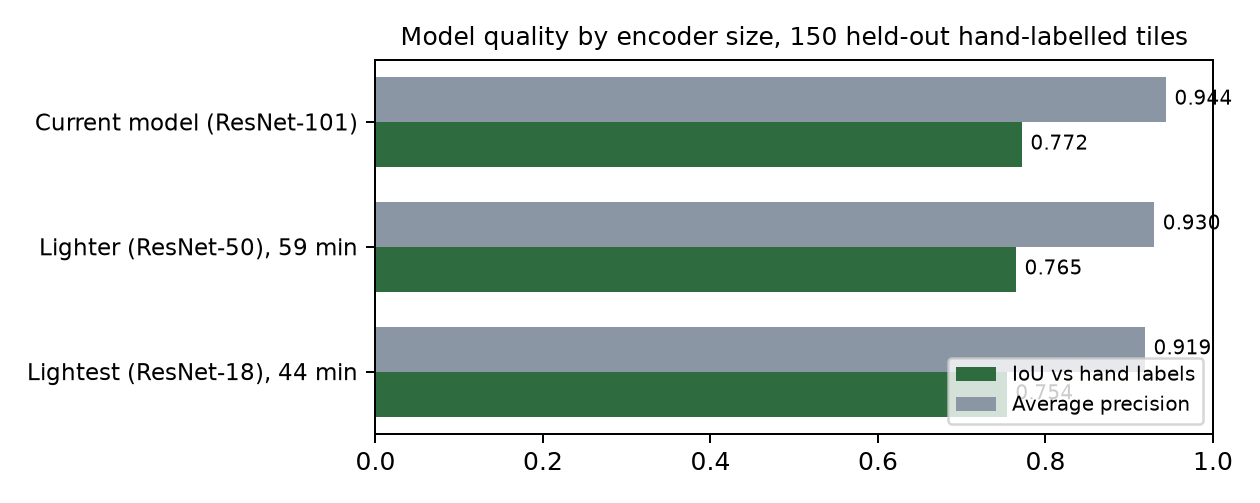 Model quality by encoder size, 150 held-out hand-labelled tiles
Current model (ResNet-101)
0.944
0.772
Lighter (ResNet-50), 59 min
0.930
0.765
Lightest (ResNet-18), 44 min
0.919
0.754
IoU vs hand labels
Average precision
0.0 0.2 0.4 0.6 0.8 1.0